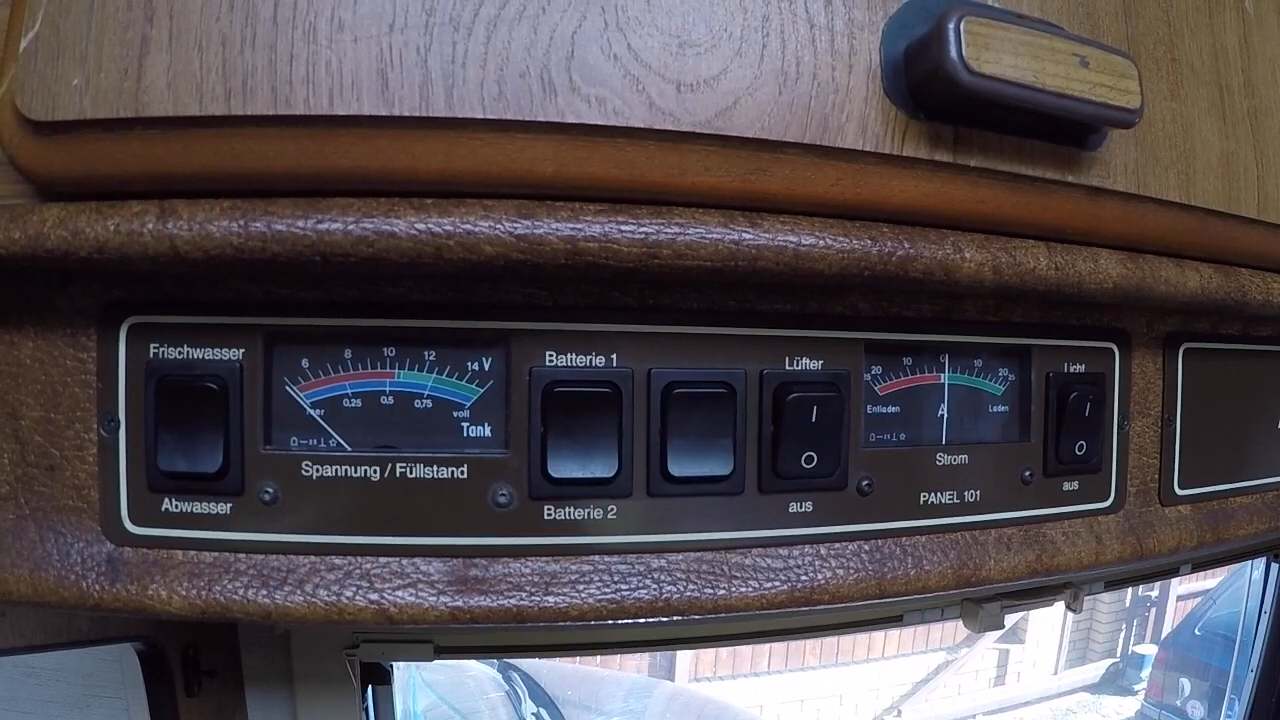 Frischwasser
Abwasser
6 8 10 12 14 V
0,25 0,5 0,75
voll
Tank
Spannung / Füllstand
Batterie 1
Batterie 2
Lüfter
I
O
aus
25 20 10 0 10 20 25
Entladen A Laden
Strom
PANEL 101
Licht
I
O
aus